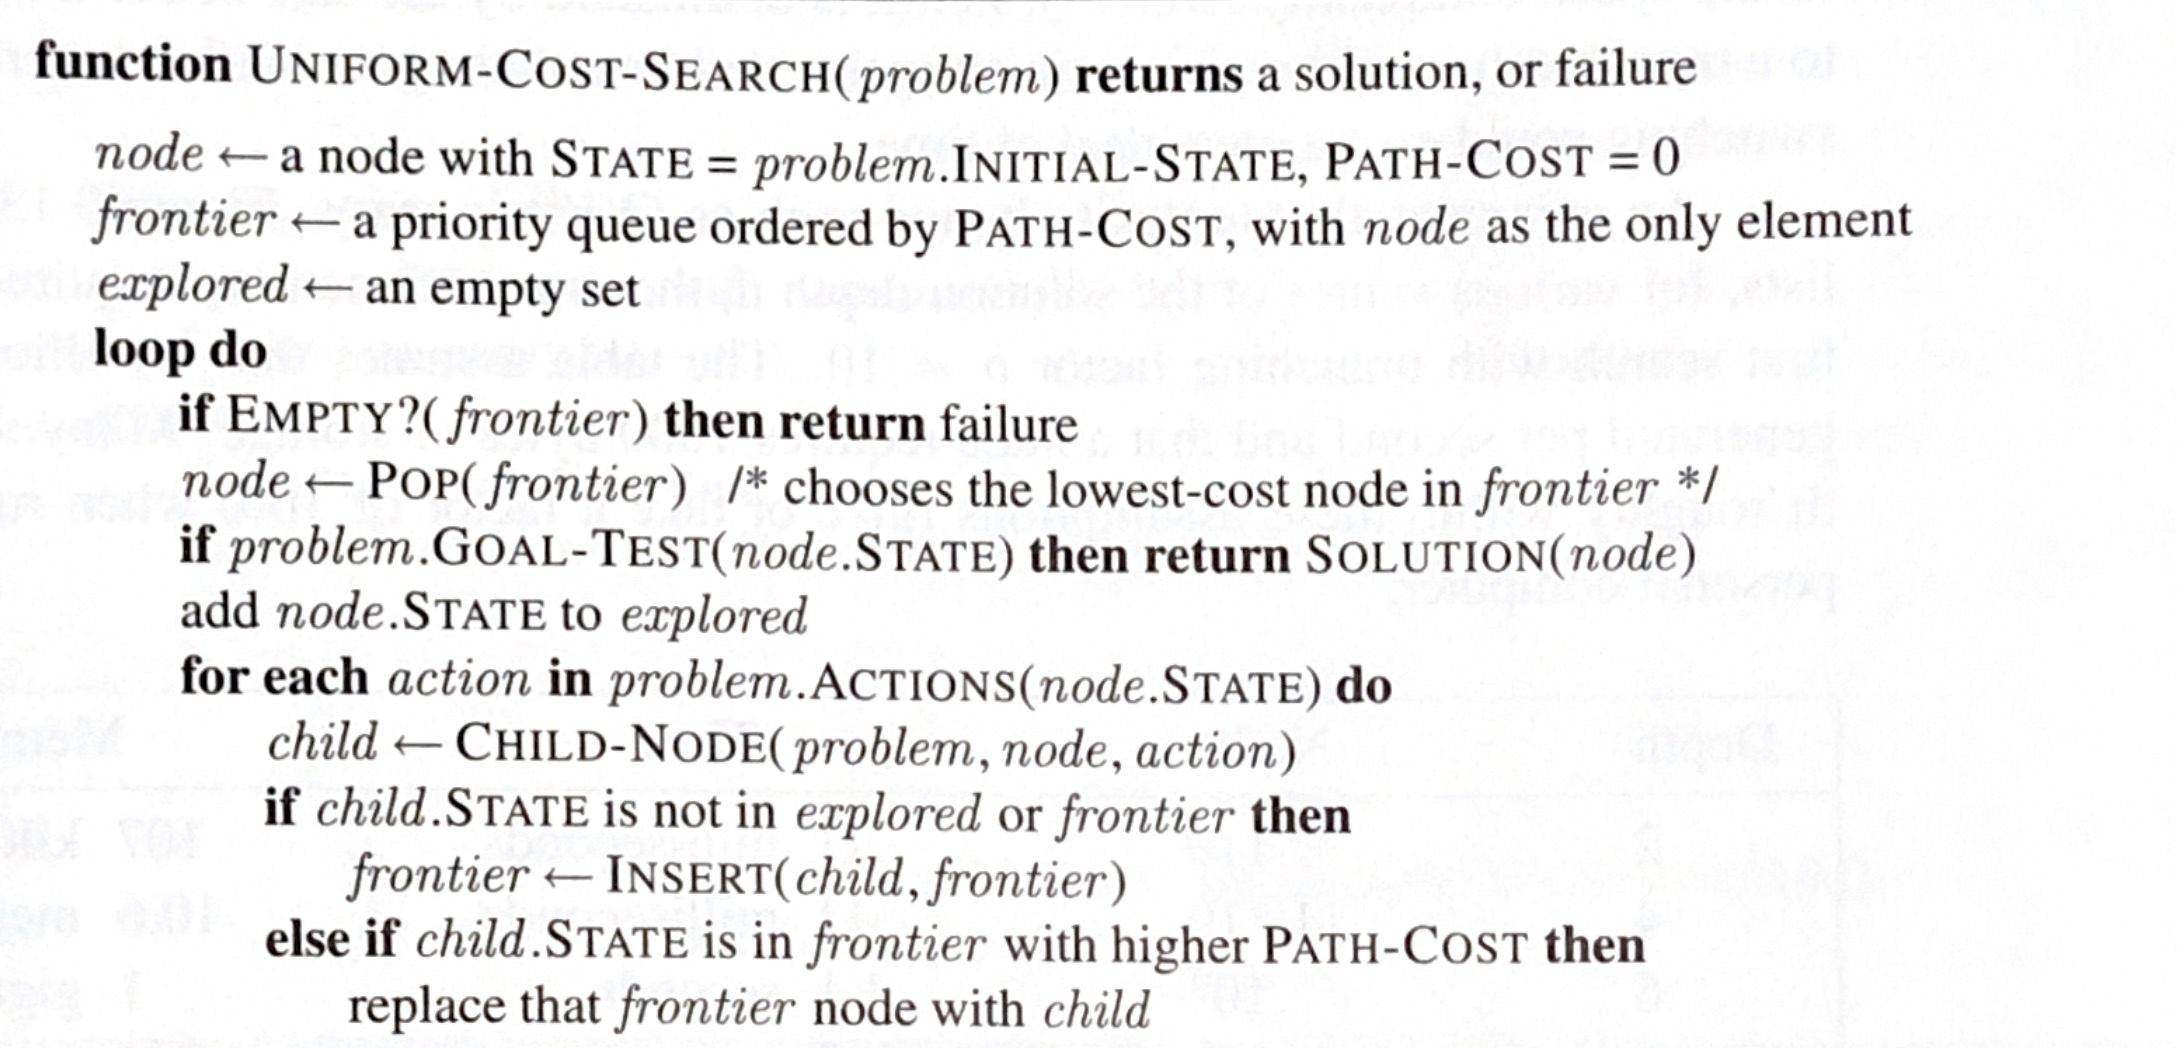 function UNIFORM-COST-SEARCH(problem) returns a solution, or failure
node ← a node with STATE = problem.INITIAL-STATE, PATH-COST = 0
frontier ← a priority queue ordered by PATH-COST, with node as the only element
explored ← an empty set
loop do
if EMPTY?(frontier) then return failure
node ← POP(frontier) /* chooses the lowest-cost node in frontier */
if problem.GOAL-TEST(node.STATE) then return SOLUTION(node)
add node.STATE to explored
for each action in problem.ACTIONS(node.STATE) do
child ← CHILD-NODE(problem, node, action)
if child.STATE is not in explored or frontier then
frontier ← INSERT(child, frontier)
else if child.STATE is in frontier with higher PATH-COST then
replace that frontier node with child